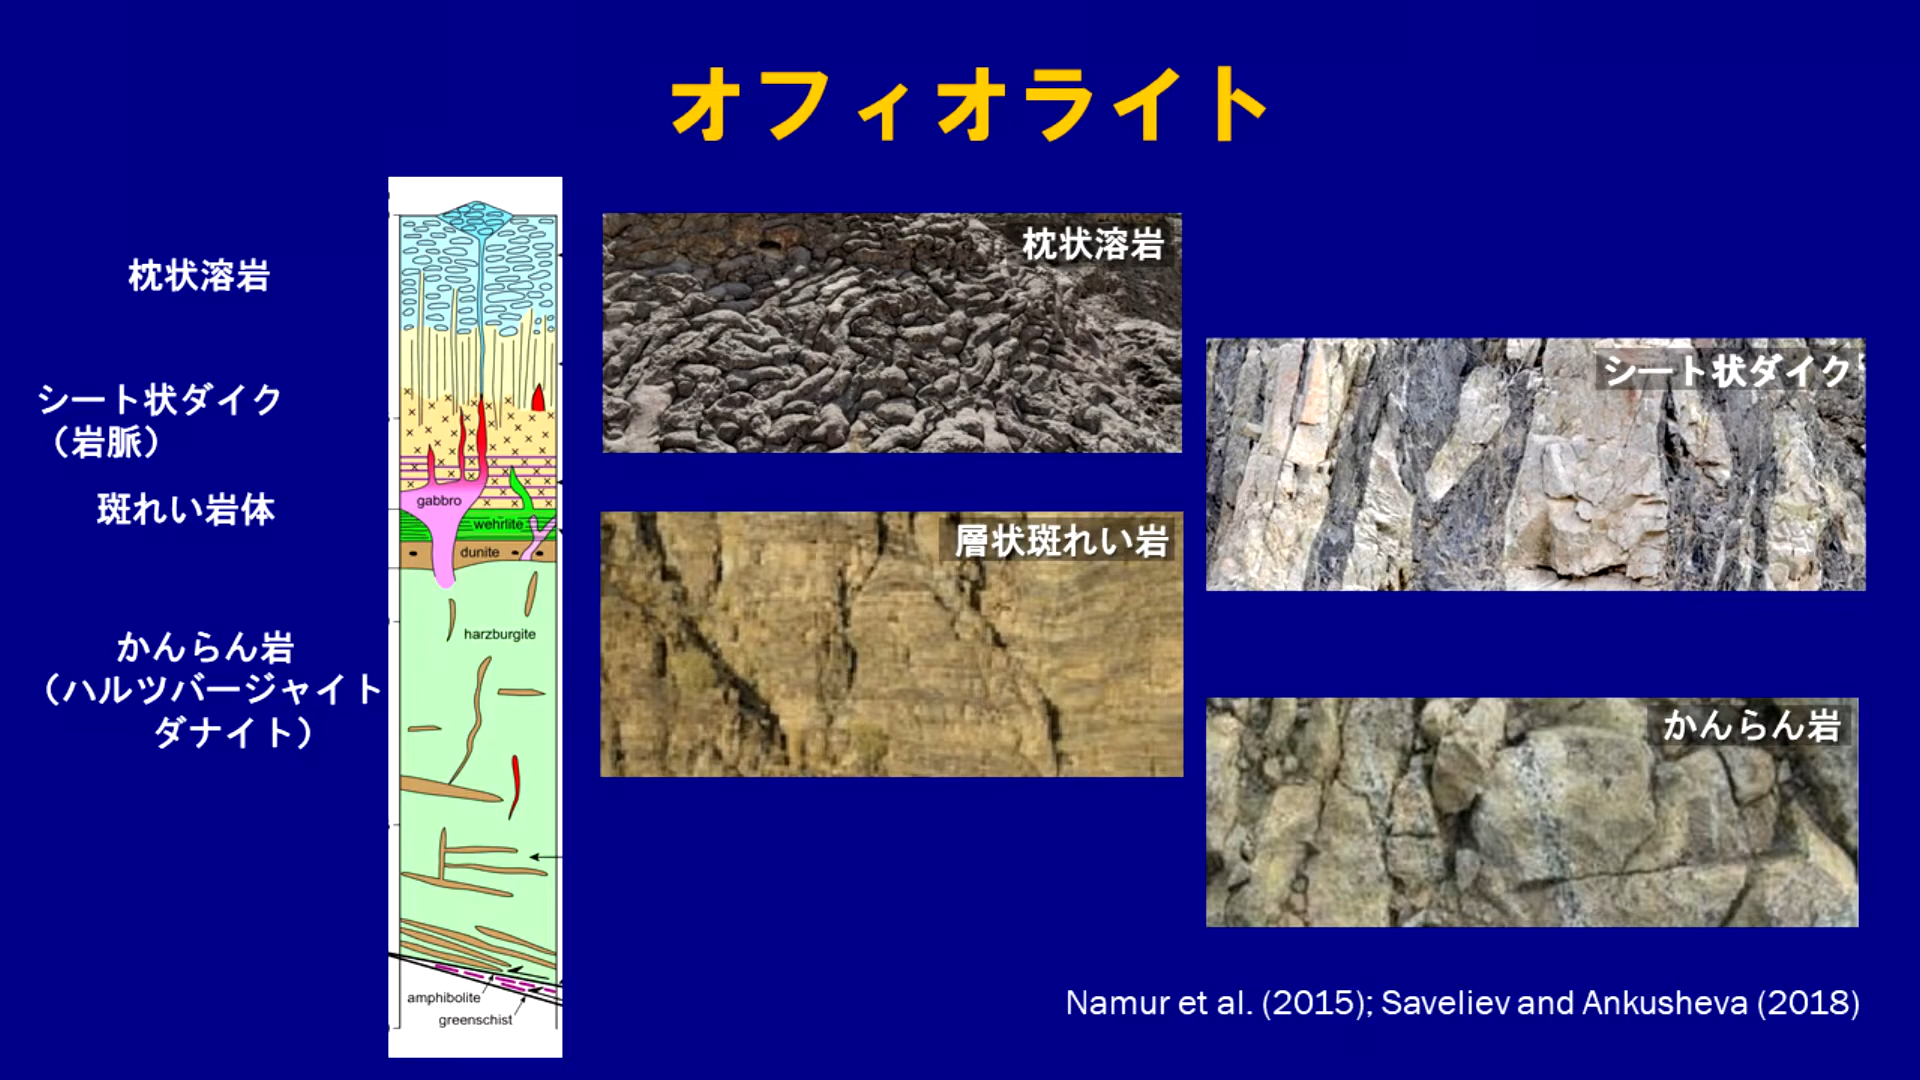 オフィオライト
枕状溶岩
シート状ダイク
（岩脈）
斑れい岩体
かんらん岩
（ハルツバージャイト
ダナイト）
gabbro
wehrlite
dunite
harzburgite
amphibolite
greenschist
枕状溶岩
シート状ダイク
層状斑れい岩
かんらん岩
Namur et al. (2015); Saveliev and Ankusheva (2018)